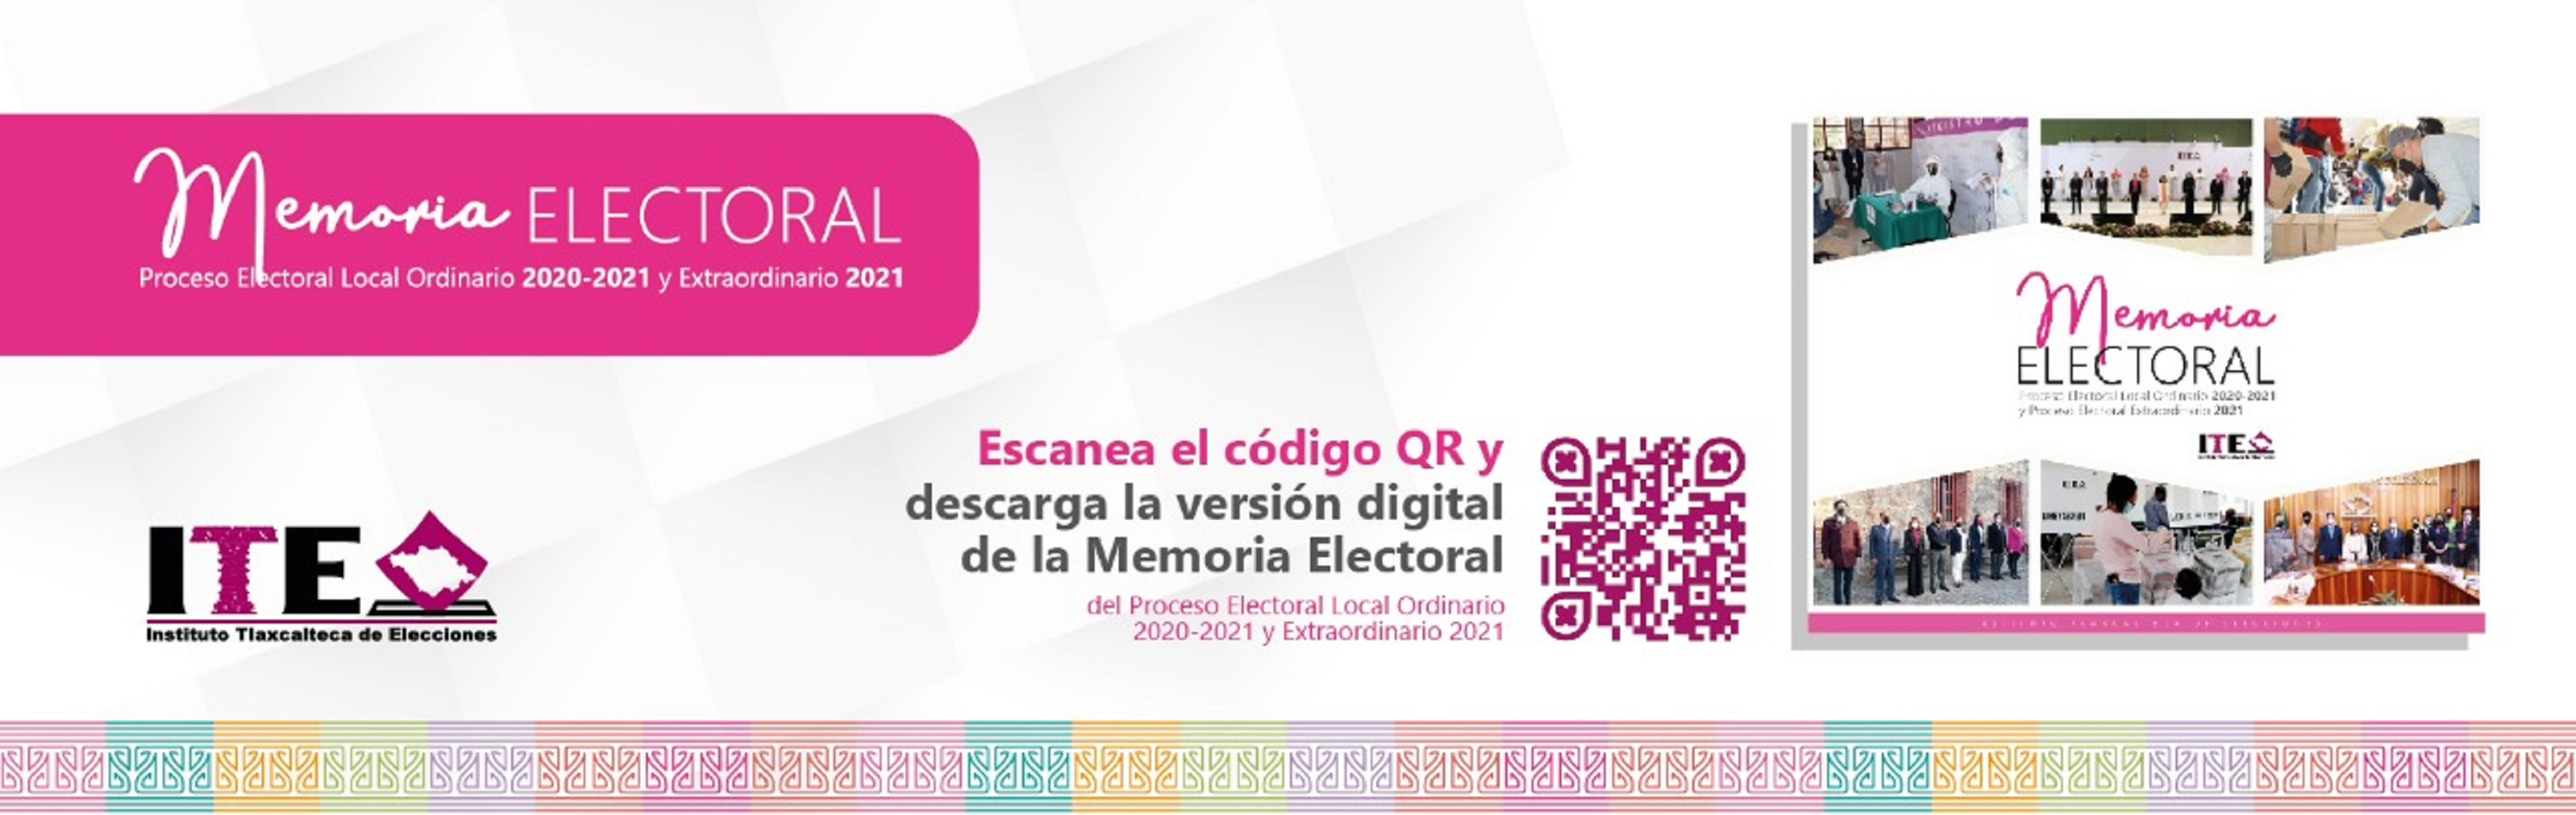 Memoria ELECTORAL
Proceso Electoral Local Ordinario 2020-2021 y Extraordinario 2021
Escanea el código QR y
descarga la versión digital
de la Memoria Electoral
del Proceso Electoral Local Ordinario
2020-2021 y Extraordinario 2021
ITE
Instituto Tlaxcalteca de Elecciones
ITE
Memoria
ELECTORAL
Proceso Electoral Local Ordinario 2020-2021
y Proceso Electoral Extraordinario 2021
ITE